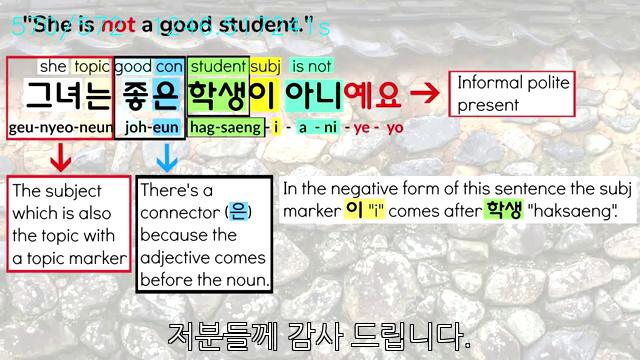 "She is not a good student."
she topic good con student subj is not
그녀는 좋은 학생이 아니예요
geu-nyeo-neun joh-eun hag-saeng - i - a - ni - ye - yo
Informal polite
present
The subject
which is also
the topic with
a topic marker
There's a
connector (은)
because the
adjective comes
before the noun.
In the negative form of this sentence the subj
marker 이 "i" comes after 학생 "haksaeng".
저분들께 감사 드립니다.